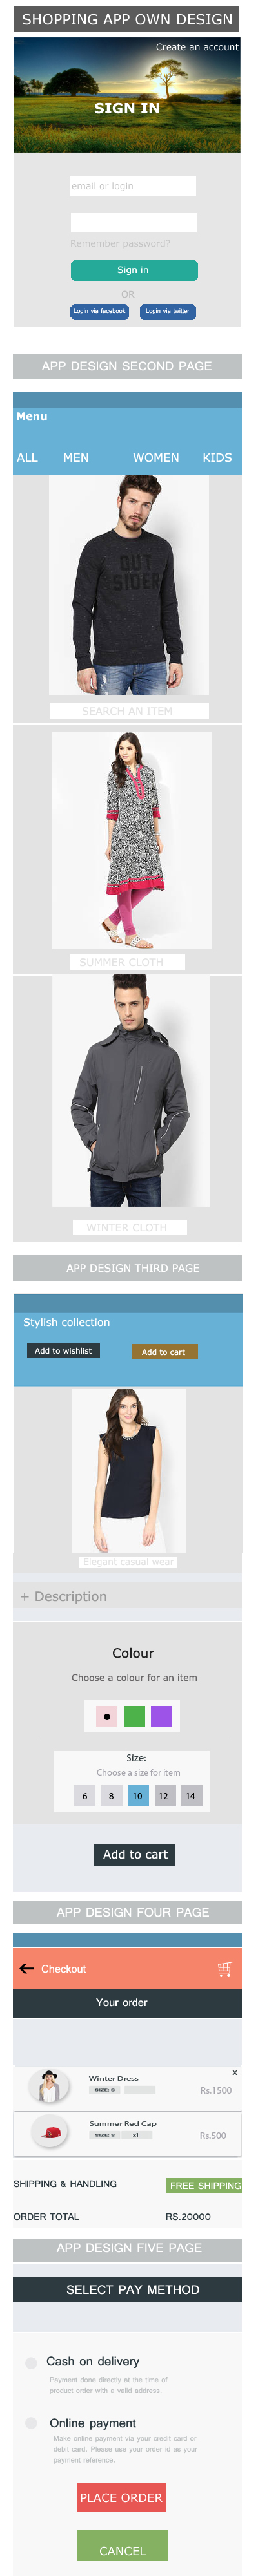 SHOPPING APP OWN DESIGN
Create an account
SIGN IN
email or login
Remember password?
Sign in
OR
Login via facebook
Login via twitter
APP DESIGN SECOND PAGE
Menu
ALL MEN WOMEN KIDS
OUT
SIDER
SEARCH AN ITEM
SUMMER CLOTH
WINTER CLOTH
APP DESIGN THIRD PAGE
Stylish collection
Add to wishlist
Add to cart
Elegant casual wear
+ Description
Colour
Choose a colour for an item
Size:
Choose a size for item
6 8 10 12 14
Add to cart
APP DESIGN FOUR PAGE
Checkout
Your order
x
Winter Dress
SIZE: 8
Rs.1500
Summer Red Cap
SIZE: 8 x1
Rs.500
SHIPPING & HANDLING FREE SHIPPING
ORDER TOTAL RS.20000
APP DESIGN FIVE PAGE
SELECT PAY METHOD
Cash on delivery
Payment done directly at the time of
product order with a valid address.
Online payment
Make online payment via your credit card or
debit card. Please use your order id as your
payment reference.
PLACE ORDER
CANCEL